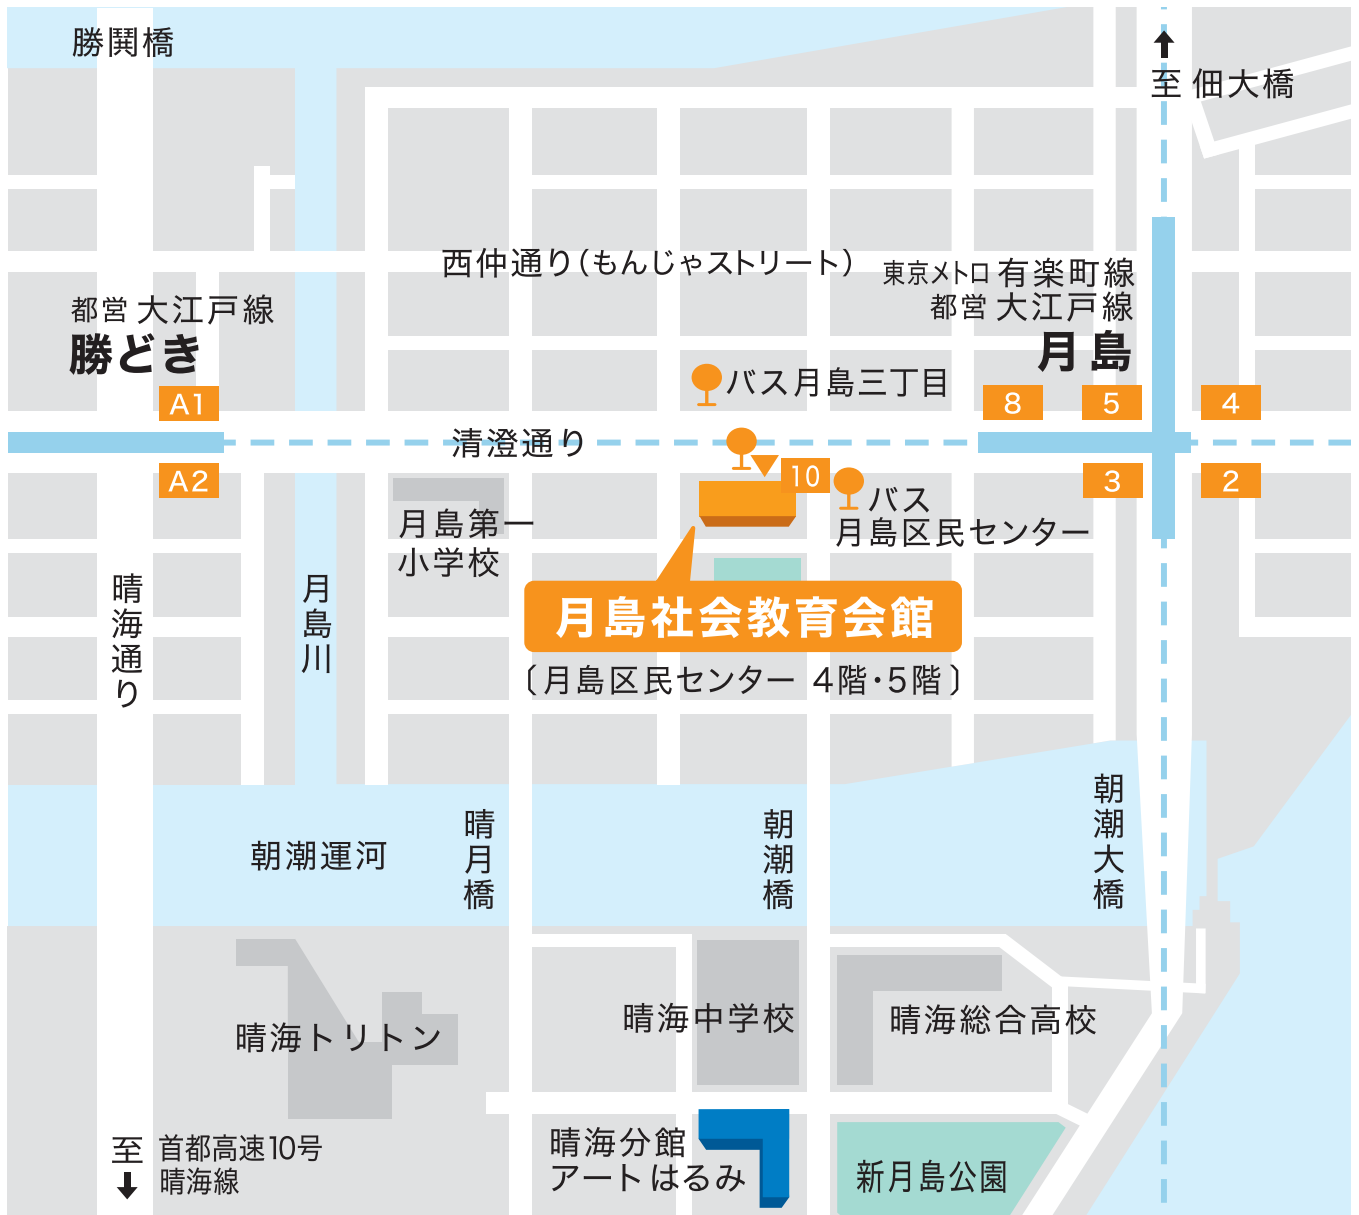 勝鬨橋
至 佃大橋
西仲通り(もんじゃストリート)
東京メトロ 有楽町線
都営 大江戸線
月島
都営 大江戸線
勝どき
A1
A2
バス月島三丁目
8
5
4
清澄通り
10
3
2
バス
月島区民センター
月島第一
小学校
晴海通り
月島川
月島社会教育会館
〔月島区民センター 4階・5階〕
朝潮運河
晴月橋
朝潮橋
朝潮大橋
晴海トリトン
晴海中学校
晴海総合高校
至
首都高速10号
晴海線
晴海分館
アートはるみ
新月島公園